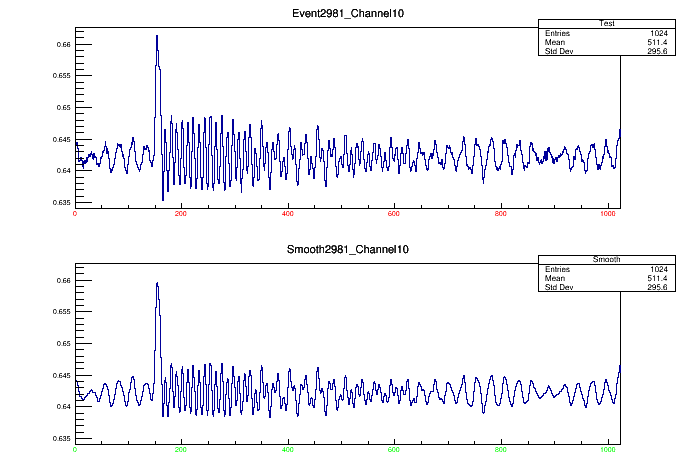 Event2981_Channel10
Test
Entries 1024
Mean 511.4
Std Dev 295.6
0.66
0.655
0.65
0.645
0.64
0.635
0 200 400 600 800 1000
Smooth2981_Channel10
Smooth
Entries 1024
Mean 511.4
Std Dev 295.6
0.66
0.655
0.65
0.645
0.64
0.635
0 200 400 600 800 1000